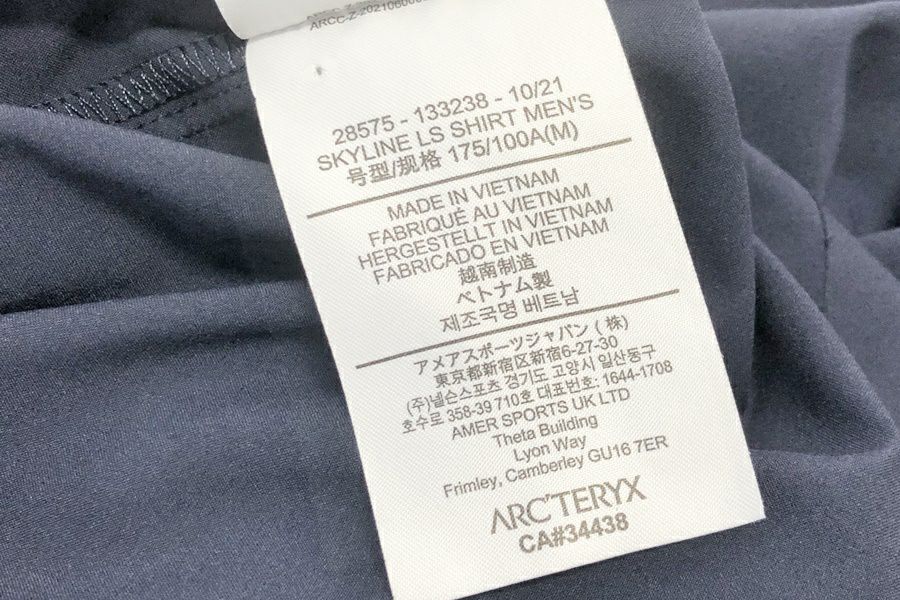 28575 - 133238 - 10/21
SKYLINE LS SHIRT MEN'S
号型/规格 175/100A(M)
MADE IN VIETNAM
FABRIQUÉ AU VIETNAM
HERGESTELLT IN VIETNAM
FABRICADO EN VIETNAM
越南制造
ベトナム製
제조국명 베트남
アメアスポーツジャパン(株)
東京都新宿区新宿6-27-30
(주)넬슨스포츠 경기도 고양시 일산동구
호수로 358-39 710호 대표번호: 1644-1708
AMER SPORTS UK LTD
Theta Building
Lyon Way
Frimley, Camberley GU16 7ER
ARC'TERYX
CA#34438